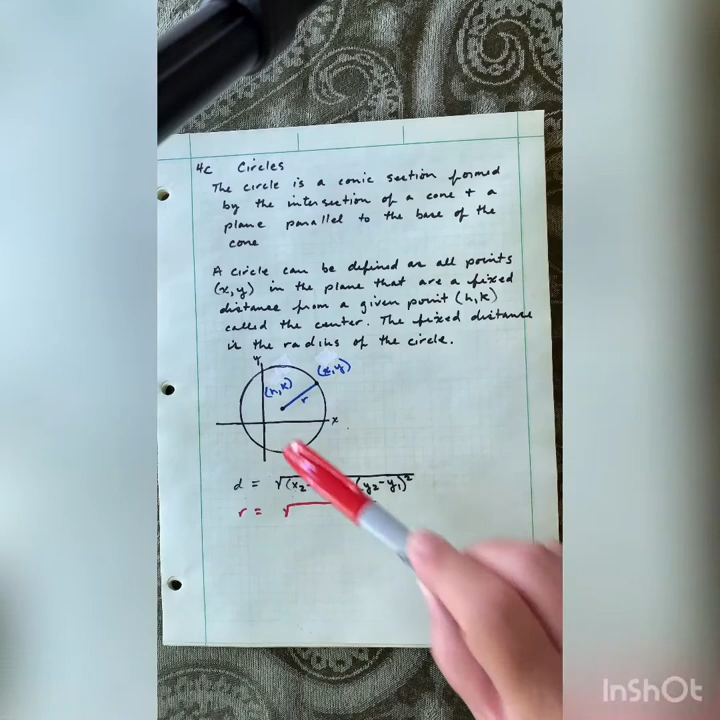 4c Circles
The circle is a conic section formed
by the intersection of a cone + a
plane parallel to the base of the
cone
A circle can be defined as all points
(x,y) in the plane that are a fixed
distance from a given point (h,k)
called the center. The fixed distance
is the radius of the circle.
y
(x,y)
(h,k)
r
x
d = √(x₂- y₂-y₁)²
r = √
InShOt